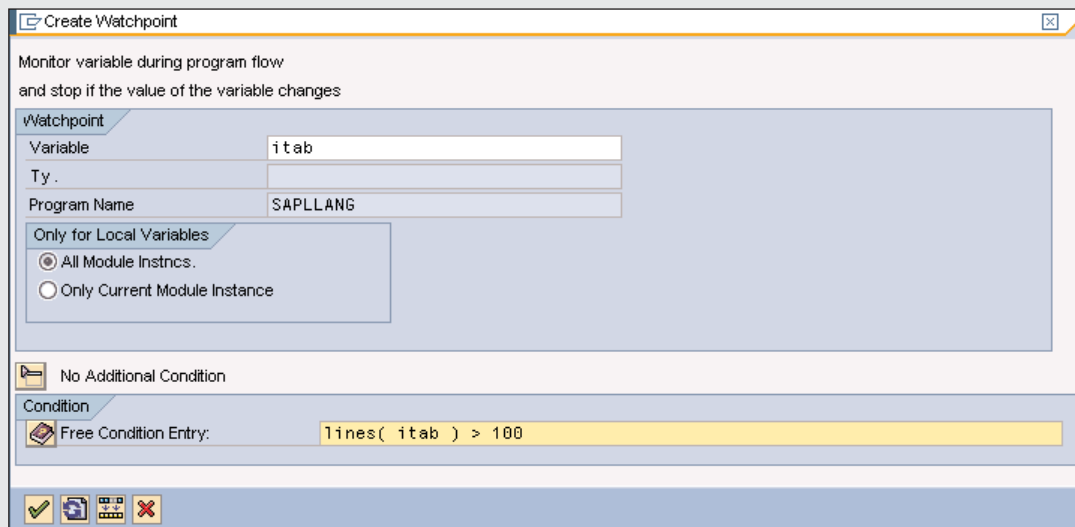 Create Watchpoint
Monitor variable during program flow
and stop if the value of the variable changes
Watchpoint
Variable itab
Ty.
Program Name SAPLLANG
Only for Local Variables
All Module Instncs.
Only Current Module Instance
No Additional Condition
Condition
Free Condition Entry: lines( itab ) > 100